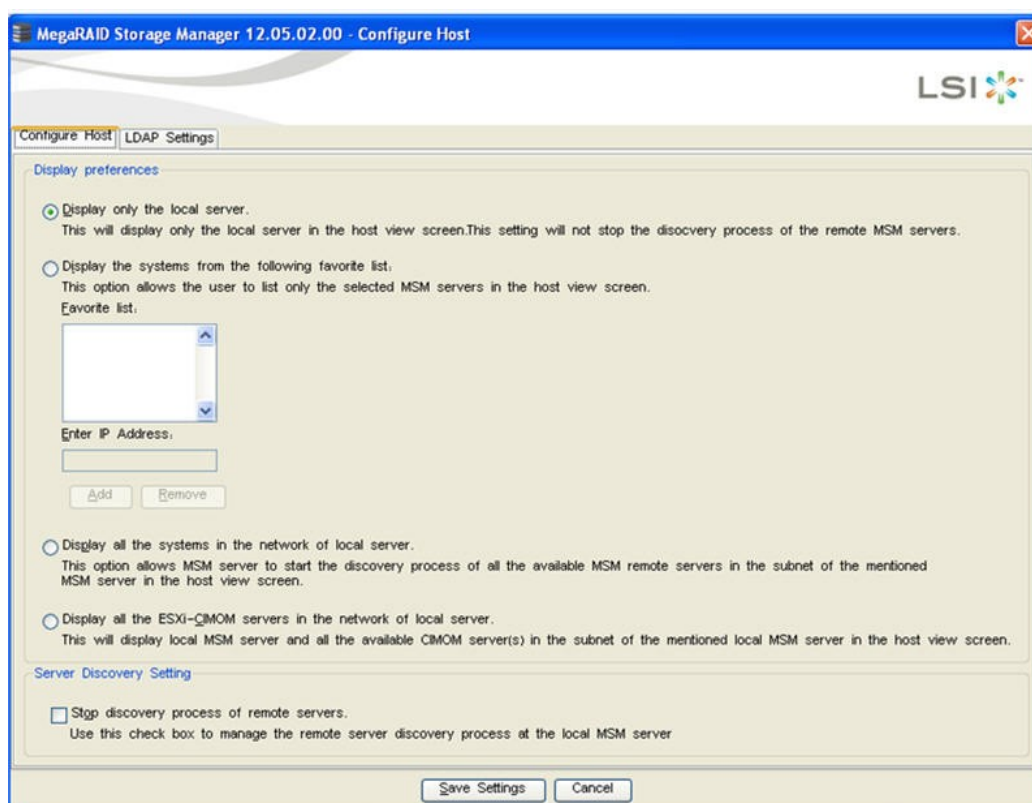 MegaRAID Storage Manager 12.05.02.00 - Configure Host
LSI
Configure Host
LDAP Settings
Display preferences
Display only the local server.
This will display only the local server in the host view screen.This setting will not stop the disocvery process of the remote MSM servers.
Display the systems from the following favorite list:
This option allows the user to list only the selected MSM servers in the host view screen.
Favorite list:
Enter IP Address:
Add
Remove
Display all the systems in the network of local server.
This option allows MSM server to start the discovery process of all the available MSM remote servers in the subnet of the mentioned
MSM server in the host view screen.
Display all the ESXi-CIMOM servers in the network of local server.
This will display local MSM server and all the available CIMOM server(s) in the subnet of the mentioned local MSM server in the host view screen.
Server Discovery Setting
Stop discovery process of remote servers.
Use this check box to manage the remote server discovery process at the local MSM server
Save Settings
Cancel